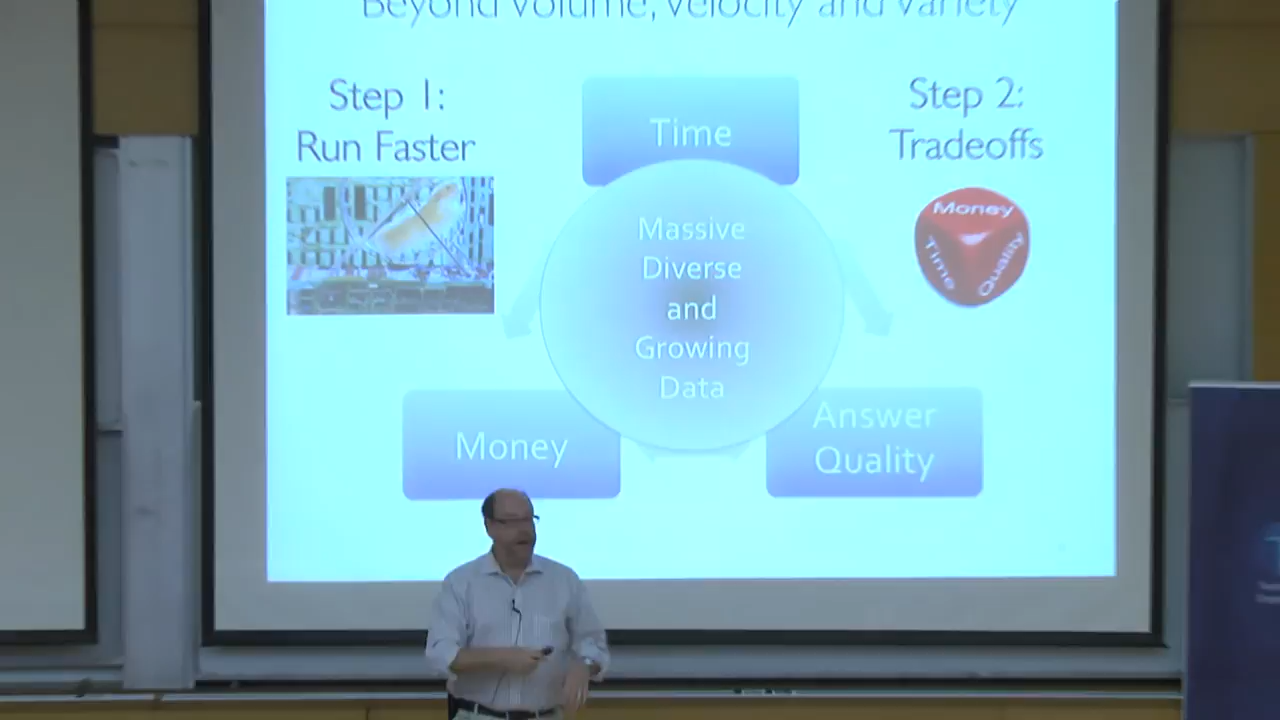 Beyond volume, velocity and variety
Step 1:
Run Faster
Time
Step 2:
Tradeoffs
Money
Time
Quality
Massive
Diverse
and
Growing
Data
Money
Answer
Quality